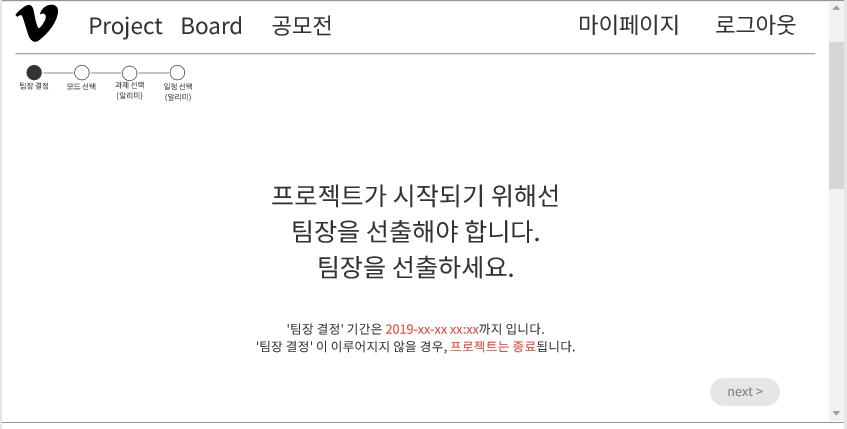 Project Board 공모전 마이페이지 로그아웃
팀장 결정 모드 선택 과제 선택 일정 선택
(알리미) (알리미)
프로젝트가 시작되기 위해선
팀장을 선출해야 합니다.
팀장을 선출하세요.
'팀장 결정' 기간은 2019-xx-xx xx:xx까지 입니다.
'팀장 결정' 이 이루어지지 않을 경우, 프로젝트는 종료됩니다.
next >